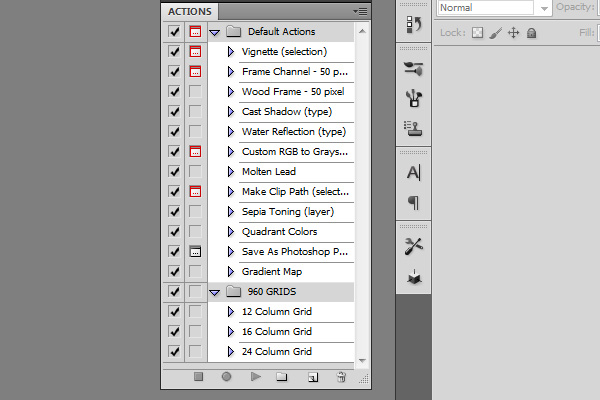 ACTIONS
Default Actions
Vignette (selection)
Frame Channel - 50 p...
Wood Frame - 50 pixel
Cast Shadow (type)
Water Reflection (type)
Custom RGB to Grays...
Molten Lead
Make Clip Path (select...
Sepia Toning (layer)
Quadrant Colors
Save As Photoshop P...
Gradient Map
960 GRIDS
12 Column Grid
16 Column Grid
24 Column Grid
A
Normal
Opacity:
Lock:
Fill: